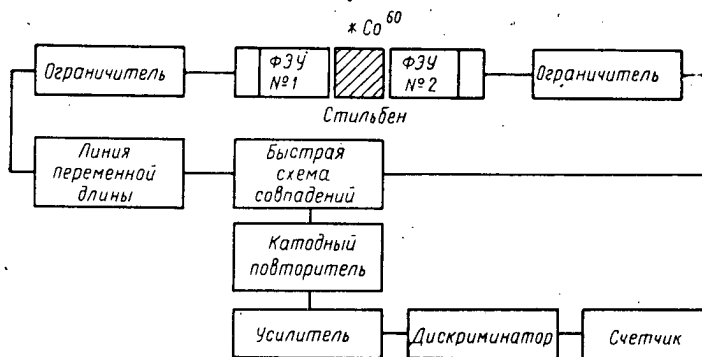 * Co⁶⁰
Ограничитель
ФЭУ
№1
ФЭУ
№2
Ограничитель
Стильбен
Линия
переменной
длины
Быстрая
схема
совпадений
Катодный
повторитель
Усилитель
Дискриминатор
Счетчик